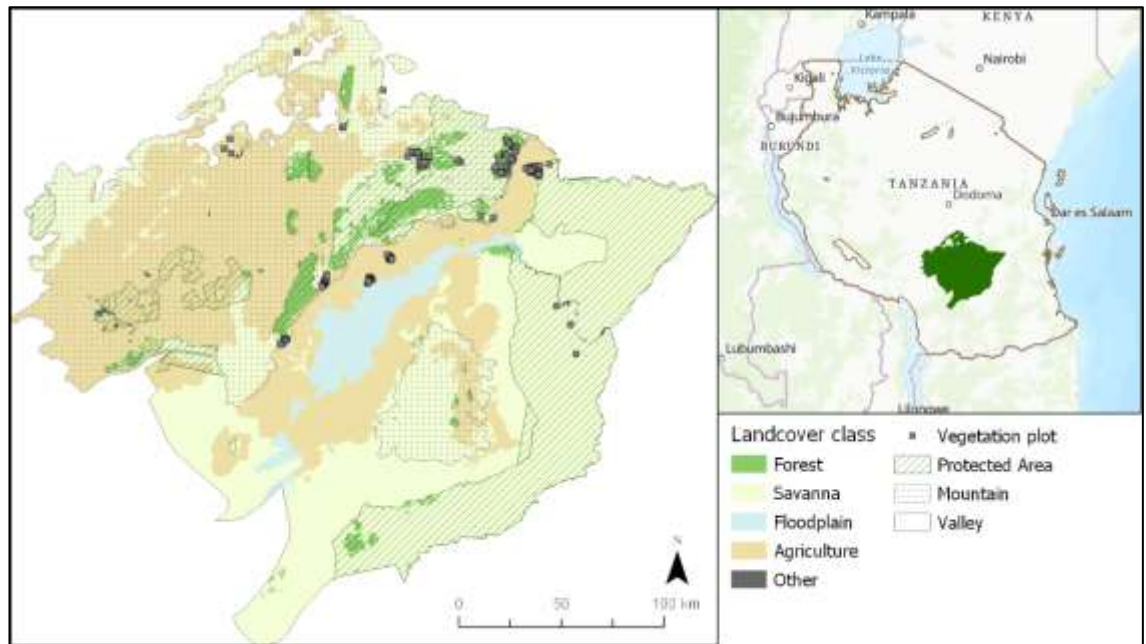 Kampala
KENYA
Lake
Victoria
Nairobi
Kigali
Bujumbura
BURUNDI
TANZANIA
Dodoma
Dar es Salaam
Lubumbashi
Lilongwe
N
0 50 100 km
Landcover class
Forest
Savanna
Floodplain
Agriculture
Other
Vegetation plot
Protected Area
Mountain
Valley